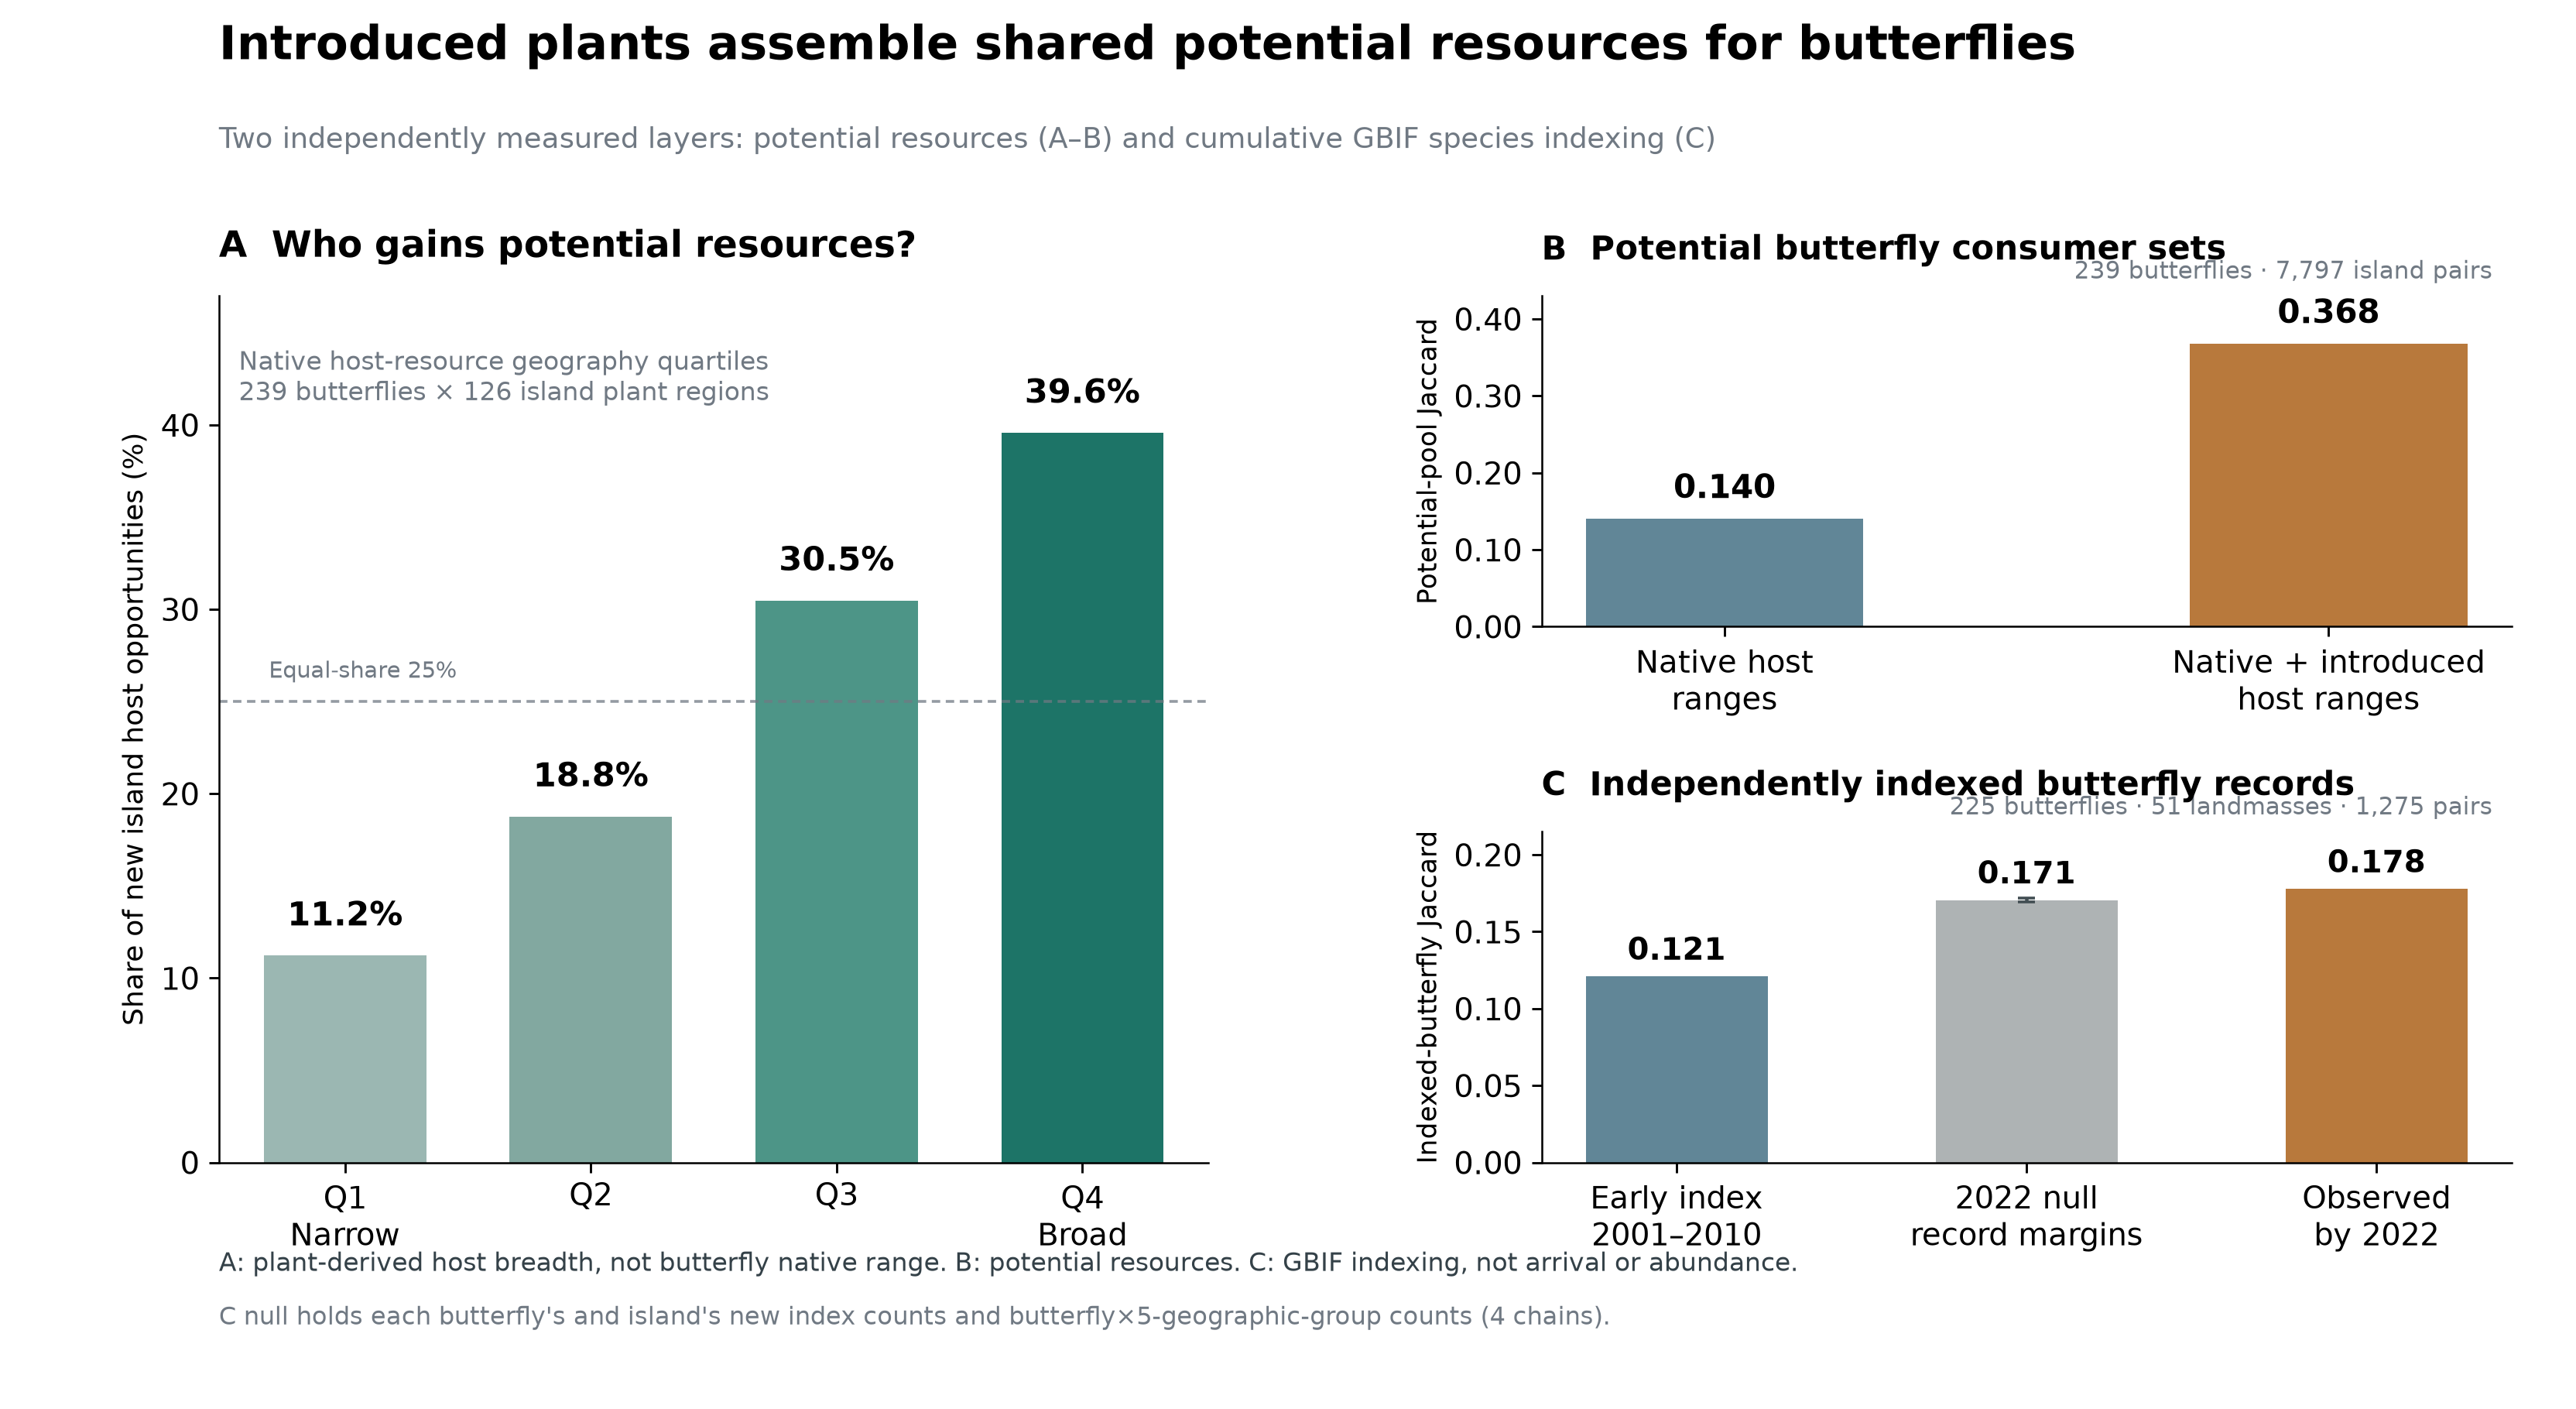 Introduced plants assemble shared potential resources for butterflies
Two independently measured layers: potential resources (A–B) and cumulative GBIF species indexing (C)
A Who gains potential resources?
Native host-resource geography quartiles
239 butterflies × 126 island plant regions
Share of new island host opportunities (%)
40
30
20
10
0
Equal-share 25%
11.2%
18.8%
30.5%
39.6%
Q1
Narrow
Q2
Q3
Q4
Broad
B Potential butterfly consumer sets
239 butterflies · 7,797 island pairs
Potential-pool Jaccard
0.40
0.30
0.20
0.10
0.00
0.140
0.368
Native host
ranges
Native + introduced
host ranges
C Independently indexed butterfly records
225 butterflies · 51 landmasses · 1,275 pairs
Indexed-butterfly Jaccard
0.20
0.15
0.10
0.05
0.00
0.121
0.171
0.178
Early index
2001–2010
2022 null
record margins
Observed
by 2022
A: plant-derived host breadth, not butterfly native range. B: potential resources. C: GBIF indexing, not arrival or abundance.
C null holds each butterfly's and island's new index counts and butterfly×5-geographic-group counts (4 chains).